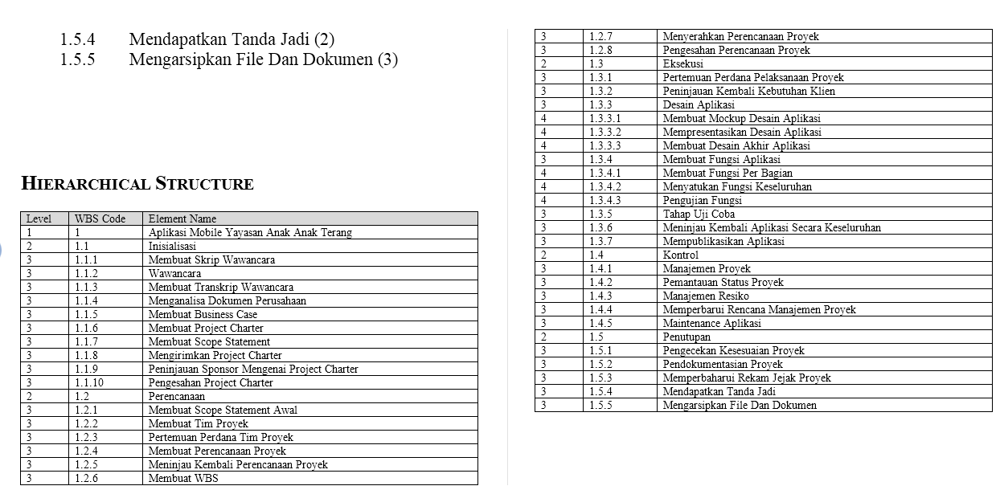 1.5.4 Mendapatkan Tanda Jadi (2)
1.5.5 Mengarsipkan File Dan Dokumen (3)
HIERARCHICAL STRUCTURE
Level WBS Code Element Name
1 1 Aplikasi Mobile Yayasan Anak Anak Terang
2 1.1 Inisialisasi
3 1.1.1 Membuat Skrip Wawancara
3 1.1.2 Wawancara
3 1.1.3 Membuat Transkrip Wawancara
3 1.1.4 Menganalisa Dokumen Perusahaan
3 1.1.5 Membuat Business Case
3 1.1.6 Membuat Project Charter
3 1.1.7 Membuat Scope Statement
3 1.1.8 Mengirimkan Project Charter
3 1.1.9 Peninjauan Sponsor Mengenai Project Charter
3 1.1.10 Pengesahan Project Charter
2 1.2 Perencanaan
3 1.2.1 Membuat Scope Statement Awal
3 1.2.2 Membuat Tim Proyek
3 1.2.3 Pertemuan Perdana Tim Proyek
3 1.2.4 Membuat Perencanaan Proyek
3 1.2.5 Meninjau Kembali Perencanaan Proyek
3 1.2.6 Membuat WBS
3 1.2.7 Menyerahkan Perencanaan Proyek
3 1.2.8 Pengesahan Perencanaan Proyek
2 1.3 Eksekusi
3 1.3.1 Pertemuan Perdana Pelaksanaan Proyek
3 1.3.2 Peninjauan Kembali Kebutuhan Klien
3 1.3.3 Desain Aplikasi
4 1.3.3.1 Membuat Mockup Desain Aplikasi
4 1.3.3.2 Mempresentasikan Desain Aplikasi
4 1.3.3.3 Membuat Desain Akhir Aplikasi
3 1.3.4 Membuat Fungsi Aplikasi
4 1.3.4.1 Membuat Fungsi Per Bagian
4 1.3.4.2 Menyatukan Fungsi Keseluruhan
4 1.3.4.3 Pengujian Fungsi
3 1.3.5 Tahap Uji Coba
3 1.3.6 Meninjau Kembali Aplikasi Secara Keseluruhan
3 1.3.7 Mempublikasikan Aplikasi
2 1.4 Kontrol
3 1.4.1 Manajemen Proyek
3 1.4.2 Pemantauan Status Proyek
3 1.4.3 Manajemen Resiko
3 1.4.4 Memperbarui Rencana Manajemen Proyek
3 1.4.5 Maintenance Aplikasi
2 1.5 Penutupan
3 1.5.1 Pengecekan Kesesuaian Proyek
3 1.5.2 Pendokumentasian Proyek
3 1.5.3 Memperbaharui Rekam Jejak Proyek
3 1.5.4 Mendapatkan Tanda Jadi
3 1.5.5 Mengarsipkan File Dan Dokumen